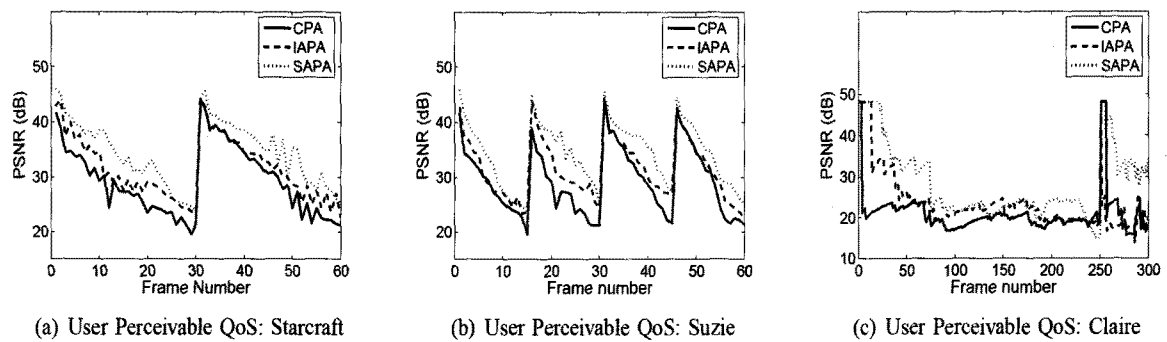 CPA
IAPA
SAPA
50
40
30
20
PSNR (dB)
0 10 20 30 40 50 60
Frame Number
(a) User Perceivable QoS: Starcraft
CPA
IAPA
SAPA
50
40
30
20
PSNR (dB)
0 10 20 30 40 50 60
Frame number
(b) User Perceivable QoS: Suzie
CPA
IAPA
SAPA
50
40
30
20
10
PSNR (dB)
0 50 100 150 200 250 300
Frame number
(c) User Perceivable QoS: Claire